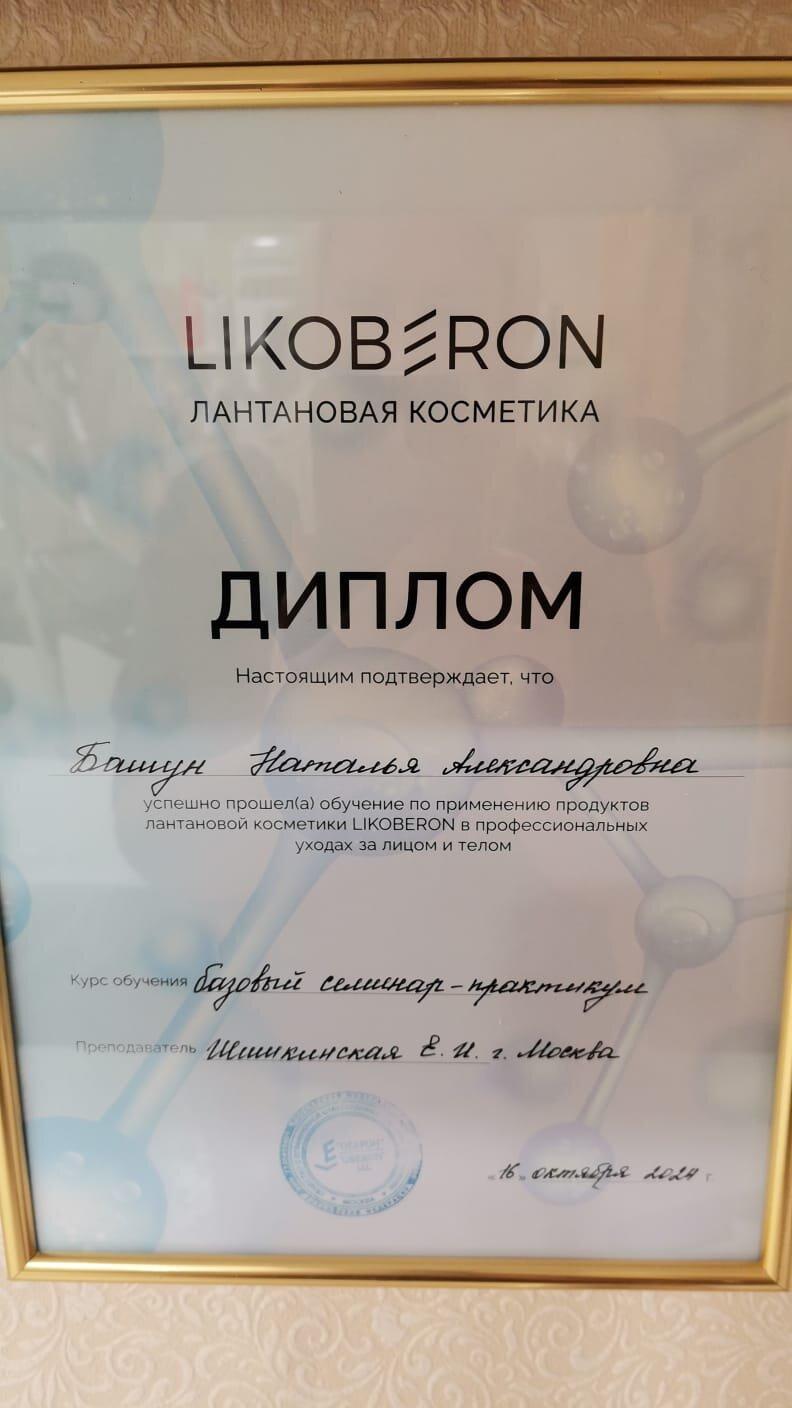 LIKOBERON
ЛАНТАНОВАЯ КОСМЕТИКА
ДИПЛОМ
Настоящим подтверждает, что
Башун Наталья Александровна
успешно прошел(а) обучение по применению продуктов
лантановой косметики LIKOBERON в профессиональных
уходах за лицом и телом
Курс обучения базовый семинар-практикум
Преподаватель Шишкинская Е. И. г. Москва
«16» октября 2024 г.